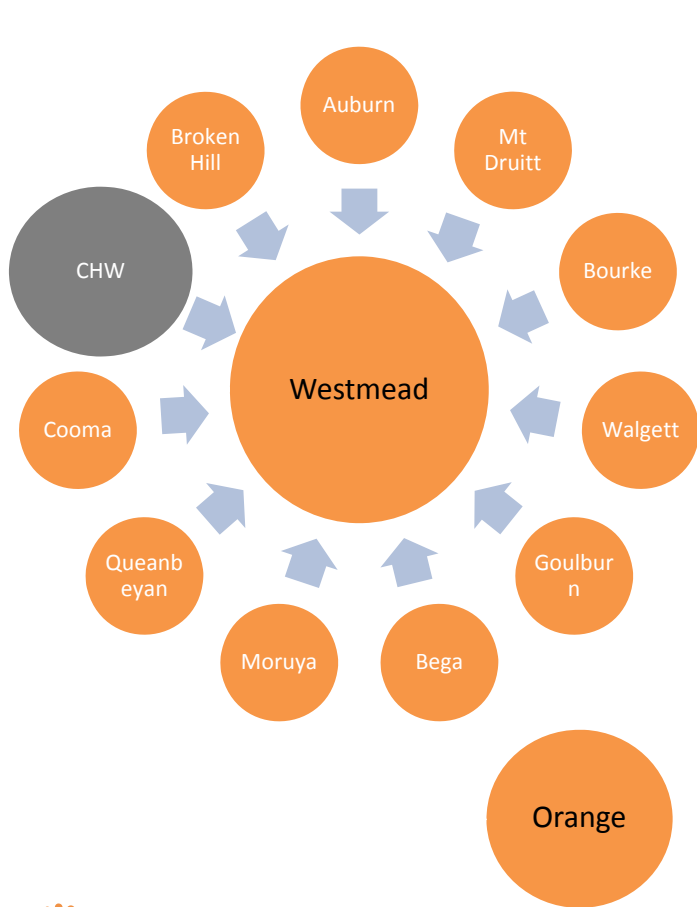 Auburn
Broken
Hill
Mt
Druitt
CHW
Bourke
Westmead
Cooma
Walgett
Queanb
eyan
Goulbur
n
Moruya
Bega
Orange